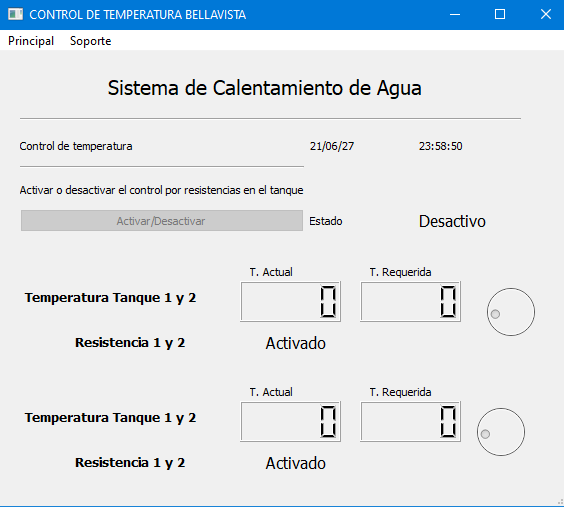 CONTROL DE TEMPERATURA BELLAVISTA
Principal Soporte
Sistema de Calentamiento de Agua
Control de temperatura 21/06/27 23:58:50
Activar o desactivar el control por resistencias en el tanque
Activar/Desactivar Estado Desactivo
T. Actual T. Requerida
Temperatura Tanque 1 y 2 0 0
Resistencia 1 y 2 Activado
T. Actual T. Requerida
Temperatura Tanque 1 y 2 0 0
Resistencia 1 y 2 Activado